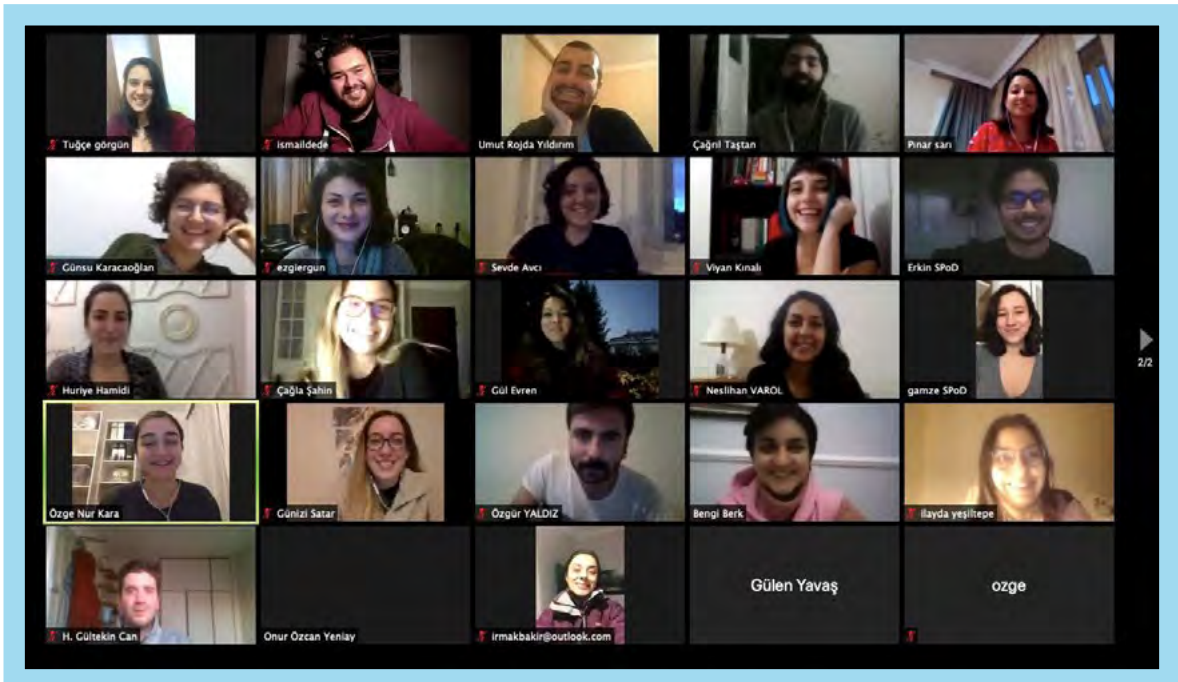 Tuğçe görgün
ismaildede
Umut Rojda Yıldırım
Çağrıl Taştan
Pınar sarı
Günsu Karacaoğlan
ezgiergun
Sevde Avcı
Viyan Kınalı
Erkin SPoD
Huriye Hamidi
Çağla Şahin
Gül Evren
Neslihan VAROL
gamze SPoD
2/2
Özge Nur Kara
Günizi Satar
Özgür YALDIZ
Bengi Berk
ilayda yeşiltepe
H. Gültekin Can
Onur Özcan Yeniay
irmakbakir@outlook.com
Gülen Yavaş
ozge